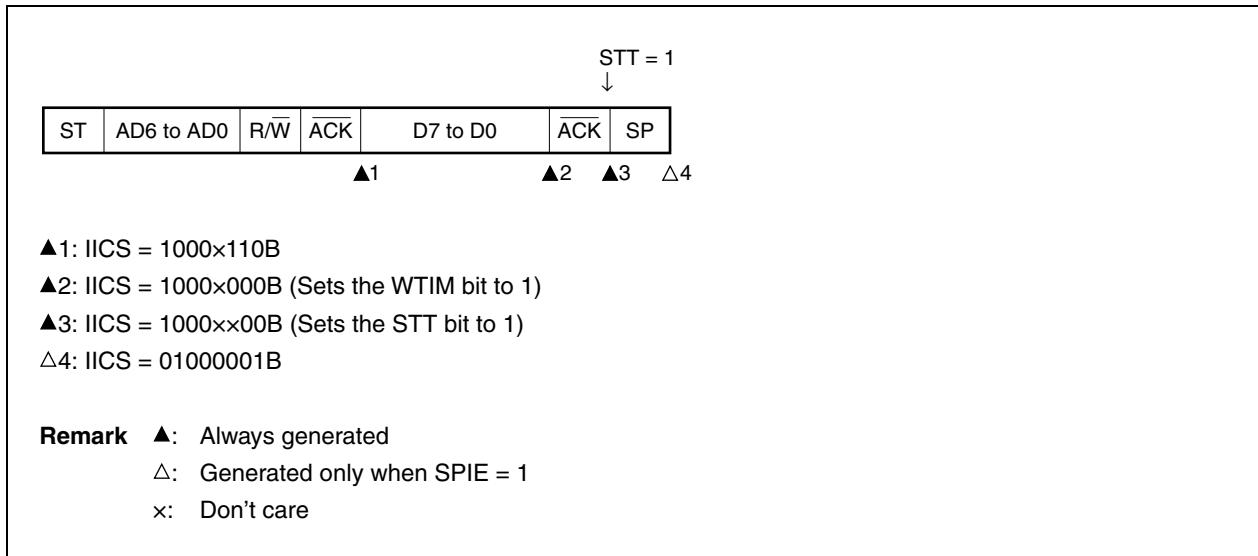 STT = 1
↓
ST AD6 to AD0 R/W̅ A̅C̅K̅ D7 to D0 A̅C̅K̅ SP
▲1 ▲2 ▲3 △4
▲1: IICS = 1000×110B
▲2: IICS = 1000×000B (Sets the WTIM bit to 1)
▲3: IICS = 1000××00B (Sets the STT bit to 1)
△4: IICS = 01000001B
Remark ▲: Always generated
△: Generated only when SPIE = 1
×: Don't care